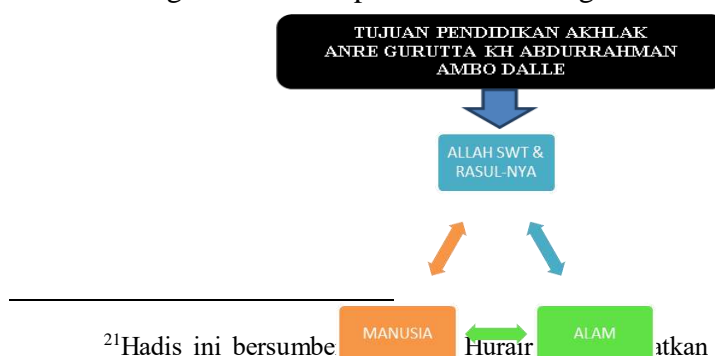 TUJUAN PENDIDIKAN AKHLAK
ANRE GURUTTA KH ABDURRAHMAN
AMBO DALLE
ALLAH SWT &
RASUL-NYA
MANUSIA
ALAM
21Hadis ini bersumbe Hurair atkan